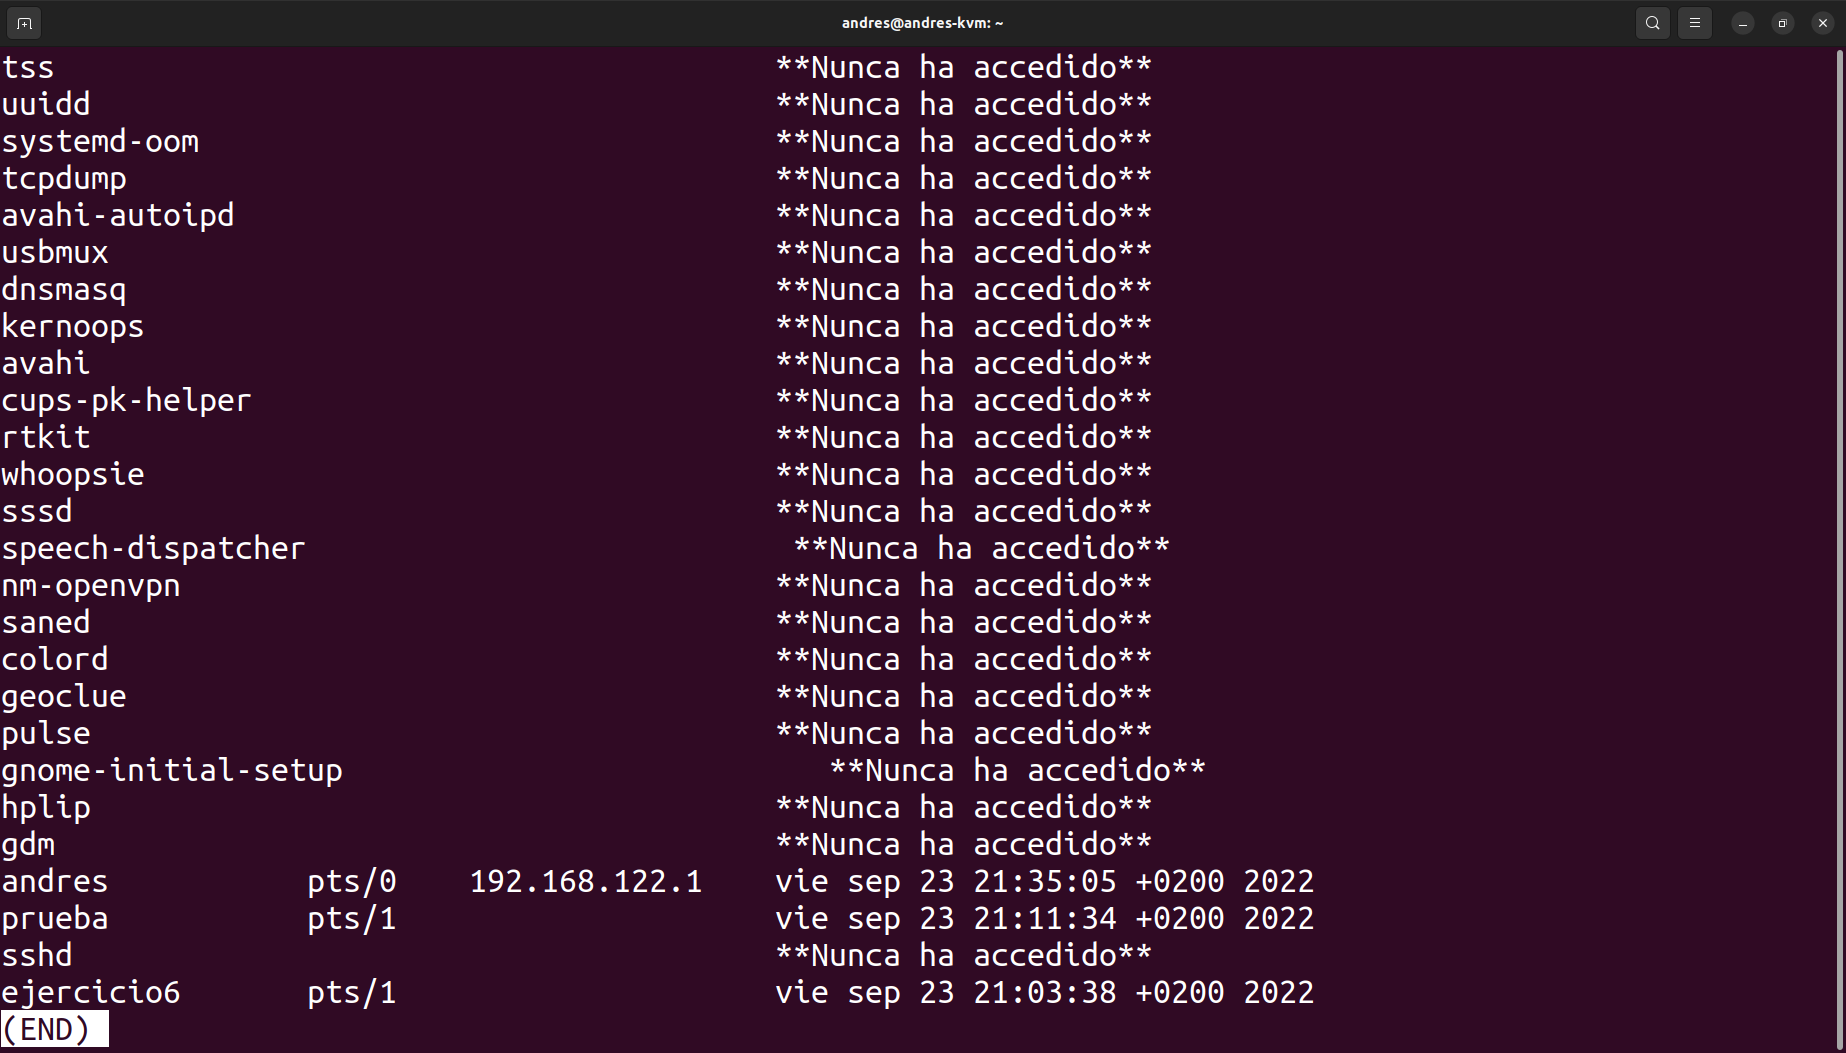 andres@andres-kvm: ~
tss **Nunca ha accedido**
uuidd **Nunca ha accedido**
systemd-oom **Nunca ha accedido**
tcpdump **Nunca ha accedido**
avahi-autoipd **Nunca ha accedido**
usbmux **Nunca ha accedido**
dnsmasq **Nunca ha accedido**
kernoops **Nunca ha accedido**
avahi **Nunca ha accedido**
cups-pk-helper **Nunca ha accedido**
rtkit **Nunca ha accedido**
whoopsie **Nunca ha accedido**
sssd **Nunca ha accedido**
speech-dispatcher **Nunca ha accedido**
nm-openvpn **Nunca ha accedido**
saned **Nunca ha accedido**
colord **Nunca ha accedido**
geoclue **Nunca ha accedido**
pulse **Nunca ha accedido**
gnome-initial-setup **Nunca ha accedido**
hplip **Nunca ha accedido**
gdm **Nunca ha accedido**
andres pts/0 192.168.122.1 vie sep 23 21:35:05 +0200 2022
prueba pts/1 vie sep 23 21:11:34 +0200 2022
sshd **Nunca ha accedido**
ejercicio6 pts/1 vie sep 23 21:03:38 +0200 2022
(END)